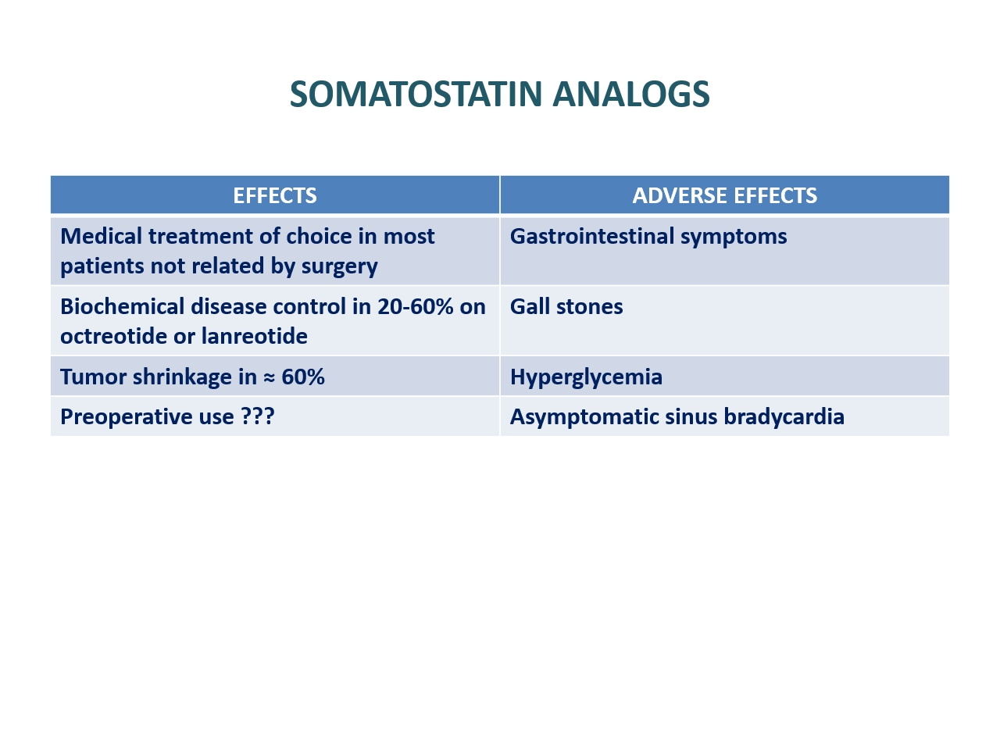 SOMATOSTATIN ANALOGS
EFFECTS
ADVERSE EFFECTS
Medical treatment of choice in most
patients not related by surgery
Gastrointestinal symptoms
Biochemical disease control in 20-60% on
octreotide or lanreotide
Gall stones
Tumor shrinkage in ≈ 60%
Hyperglycemia
Preoperative use ???
Asymptomatic sinus bradycardia